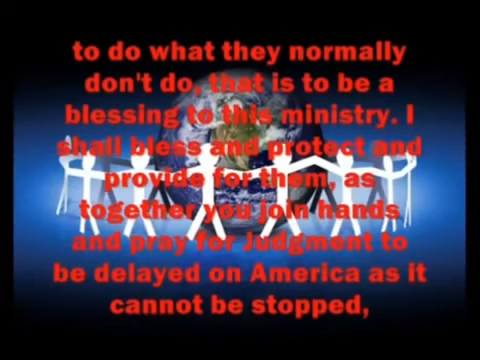 to do what they normally
don't do, that is to be a
blessing to this ministry. I
shall bless and protect and
provide for them, as
together you join hands
and pray for Judgment to
be delayed on America as it
cannot be stopped,